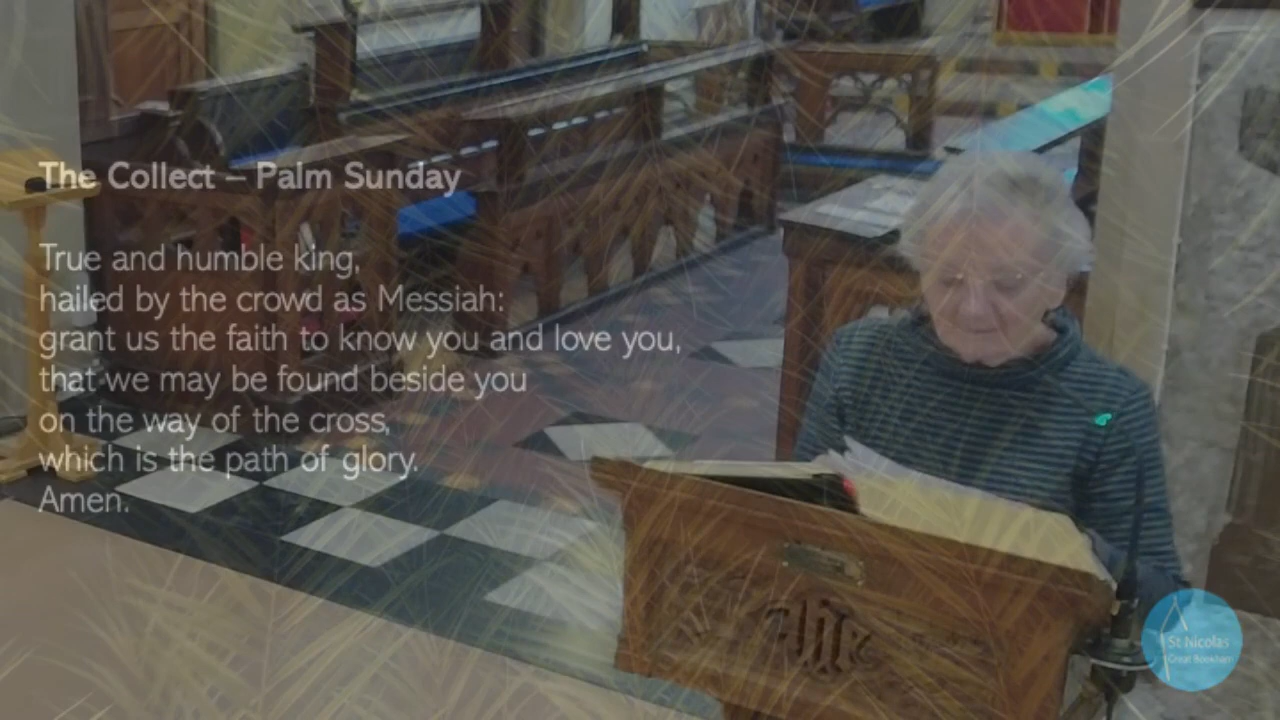 The Collect – Palm Sunday
True and humble king,
hailed by the crowd as Messiah:
grant us the faith to know you and love you,
that we may be found beside you
on the way of the cross,
which is the path of glory.
Amen.
St Nicolas
Great Bookham